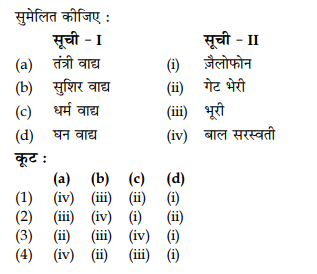 सुमेलित कीजिए :
सूची – I सूची – II
(a) तंत्री वाद्य (i) ज़ैलोफोन
(b) सुशिर वाद्य (ii) गेट भेरी
(c) धर्म वाद्य (iii) भूरी
(d) घन वाद्य (iv) बाल सरस्वती
कूट :
(a) (b) (c) (d)
(1) (iv) (iii) (ii) (i)
(2) (iii) (iv) (i) (ii)
(3) (ii) (iii) (iv) (i)
(4) (iv) (ii) (iii) (i)